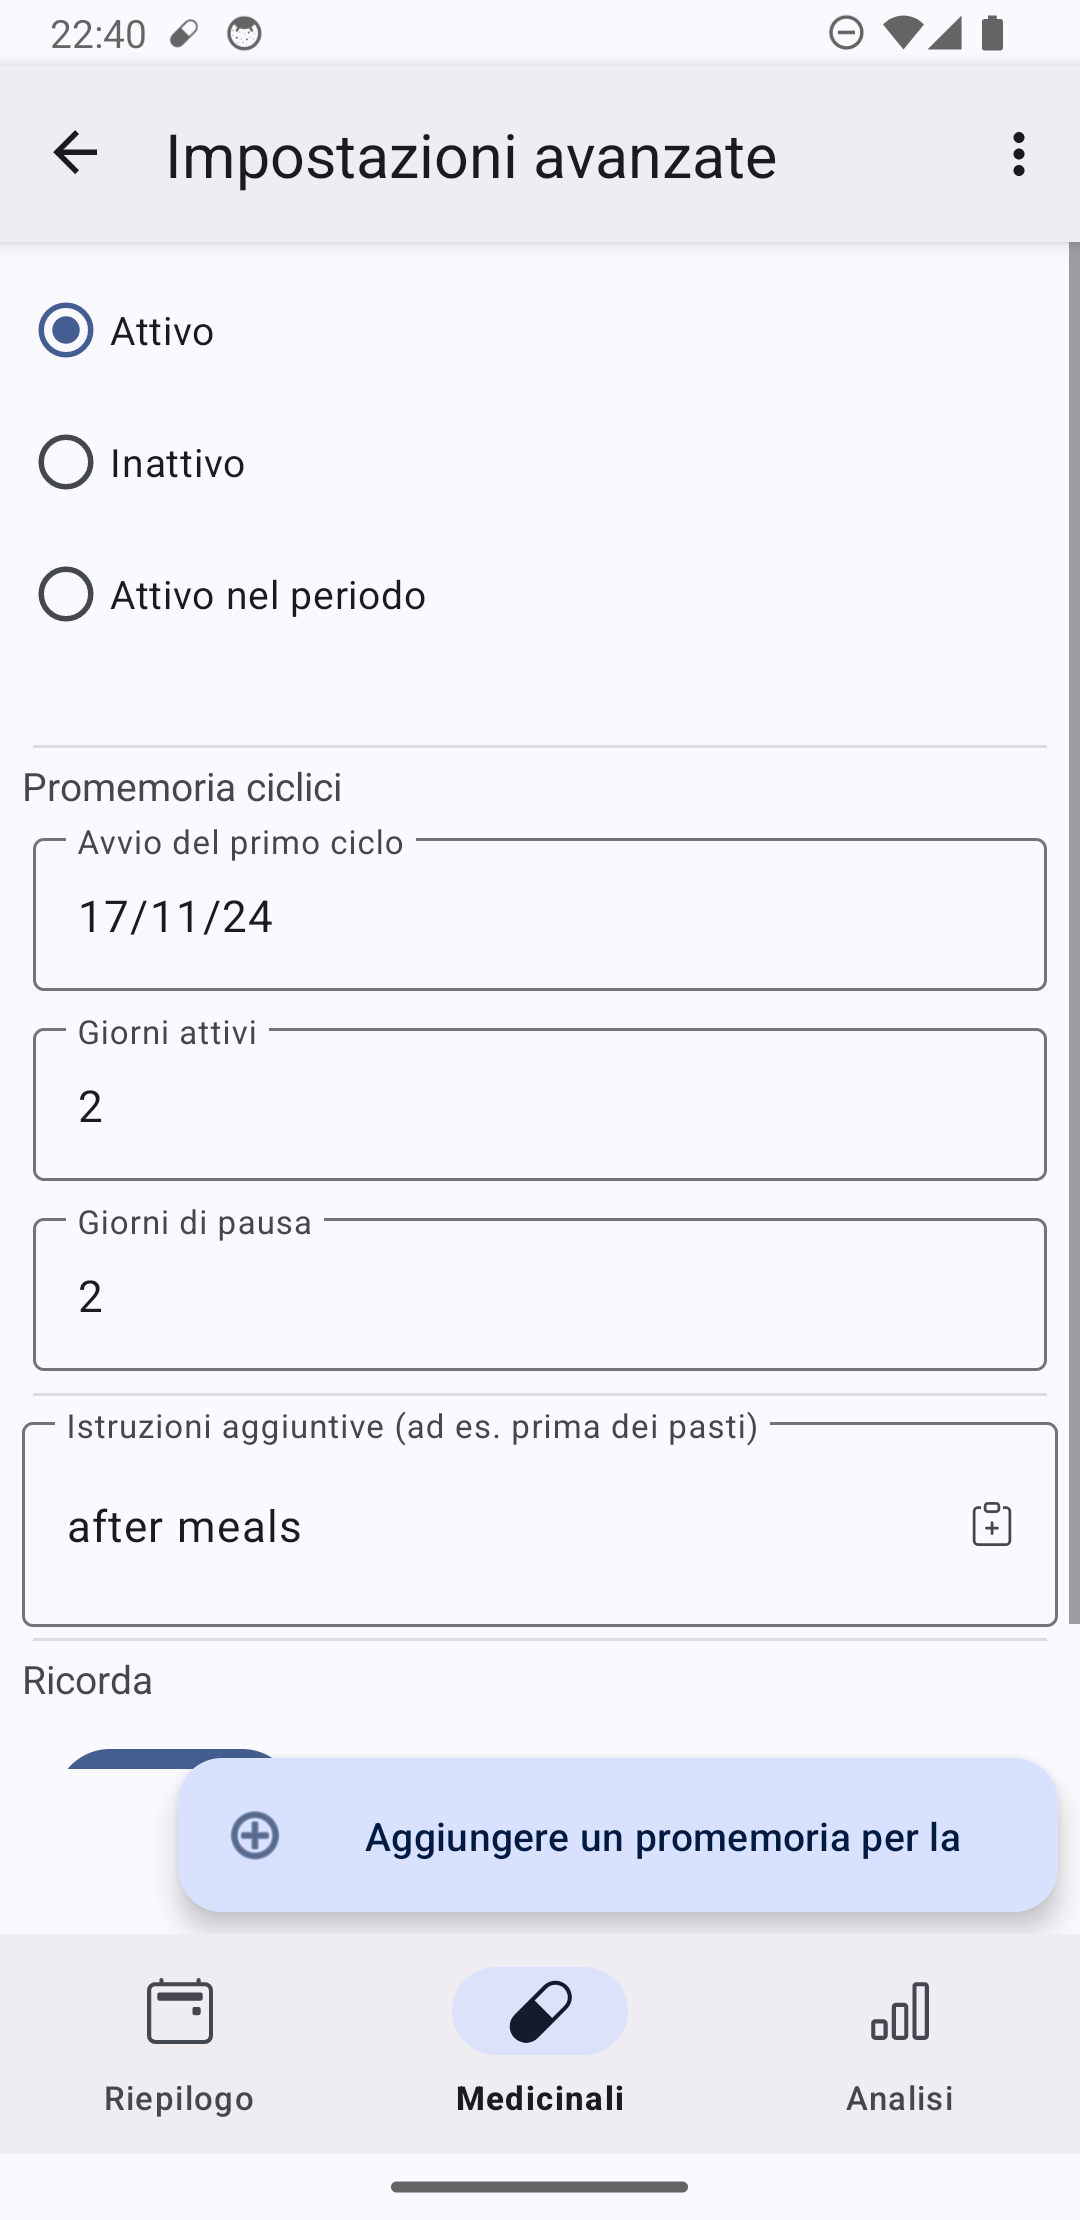 22:40
Impostazioni avanzate
Attivo
Inattivo
Attivo nel periodo
Promemoria ciclici
Avvio del primo ciclo
17/11/24
Giorni attivi
2
Giorni di pausa
2
Istruzioni aggiuntive (ad es. prima dei pasti)
after meals
Ricorda
Aggiungere un promemoria per la
Riepilogo
Medicinali
Analisi